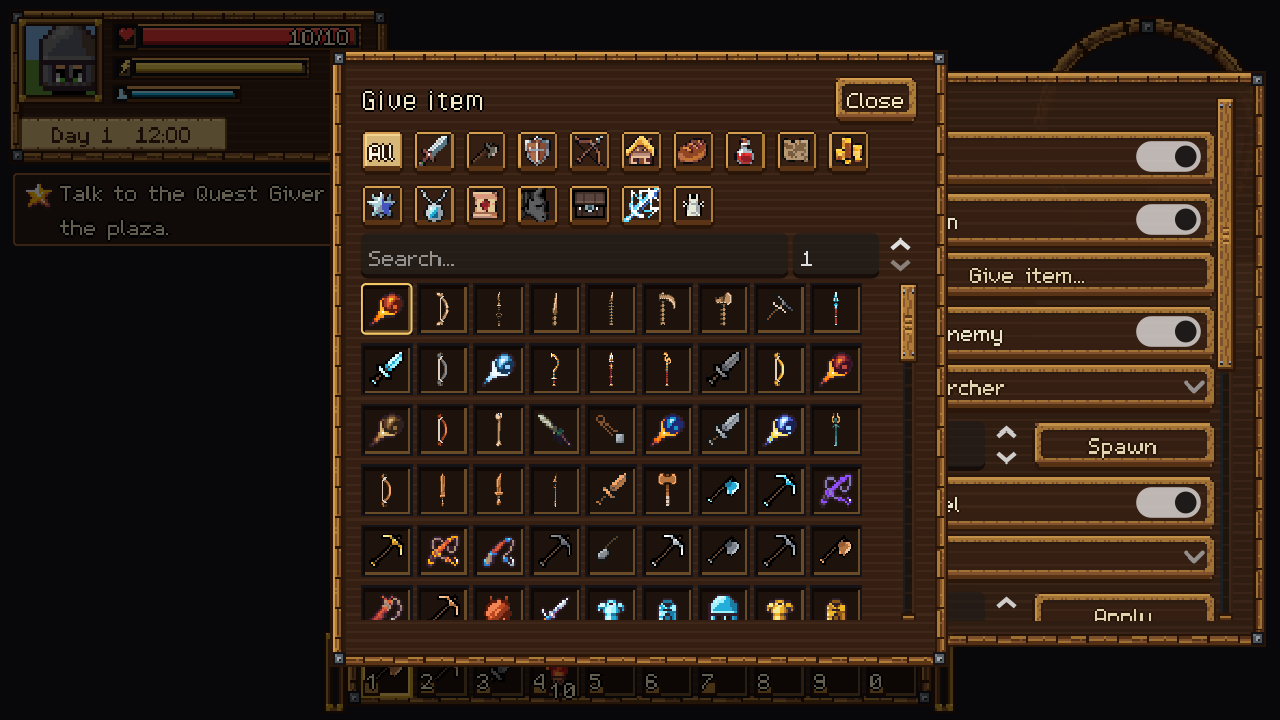 10/10
Day 1 12:00
Talk to the Quest Giver
the plaza.
Give item
Close
All
Search...
1
n
Give item...
nemy
rcher
Spawn
el
Apply
1 2 3 4 10 5 6 7 8 9 0